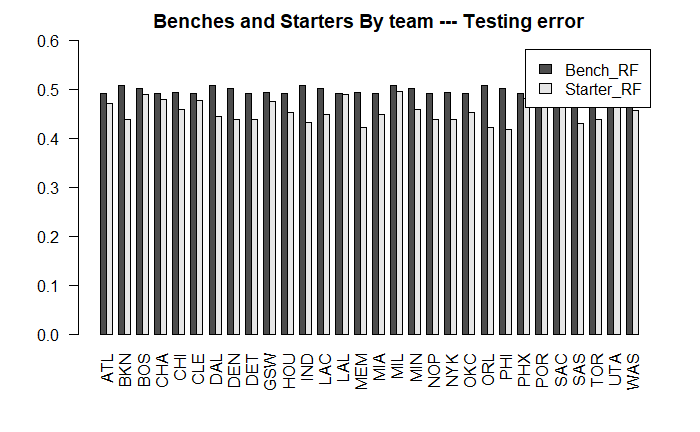 Benches and Starters By team --- Testing error
0.6
0.5
0.4
0.3
0.2
0.1
0.0
Bench_RF
Starter_RF
ATL
BKN
BOS
CHA
CHI
CLE
DAL
DEN
DET
GSW
HOU
IND
LAC
LAL
MEM
MIA
MIL
MIN
NOP
NYK
OKC
ORL
PHI
PHX
POR
SAC
SAS
TOR
UTA
WAS